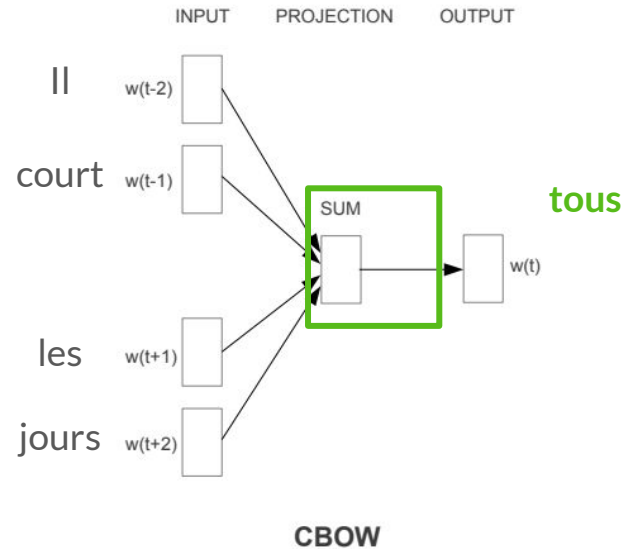 INPUT PROJECTION OUTPUT
Il w(t-2)
court w(t-1)
SUM
tous
w(t)
les w(t+1)
jours w(t+2)
CBOW